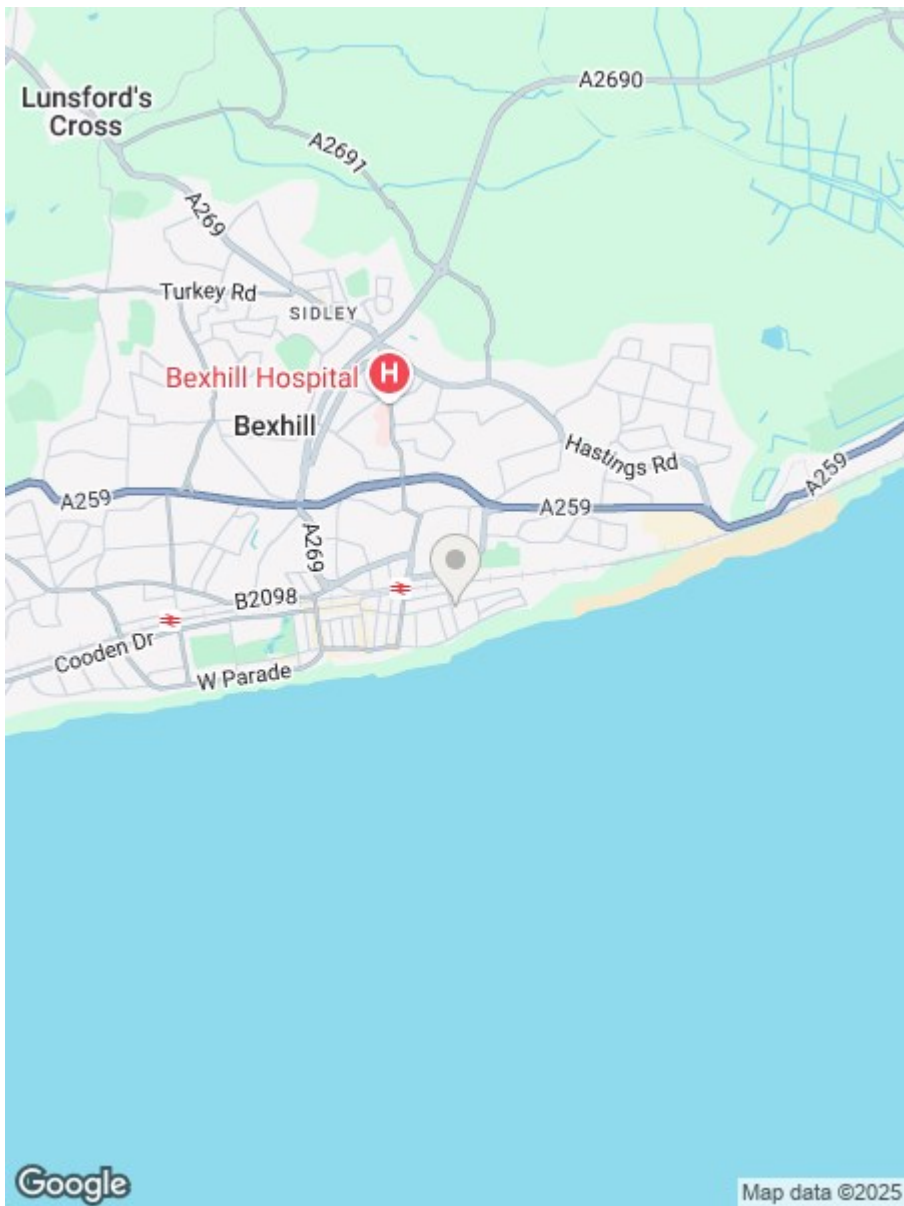 A2690
Lunsford's
Cross
A2691
A269
Turkey Rd
SIDLEY
Bexhill Hospital
H
Bexhill
Hastings Rd
A259
A259
A259
A269
B2098
Cooden Dr
W Parade
Google
Map data ©2025